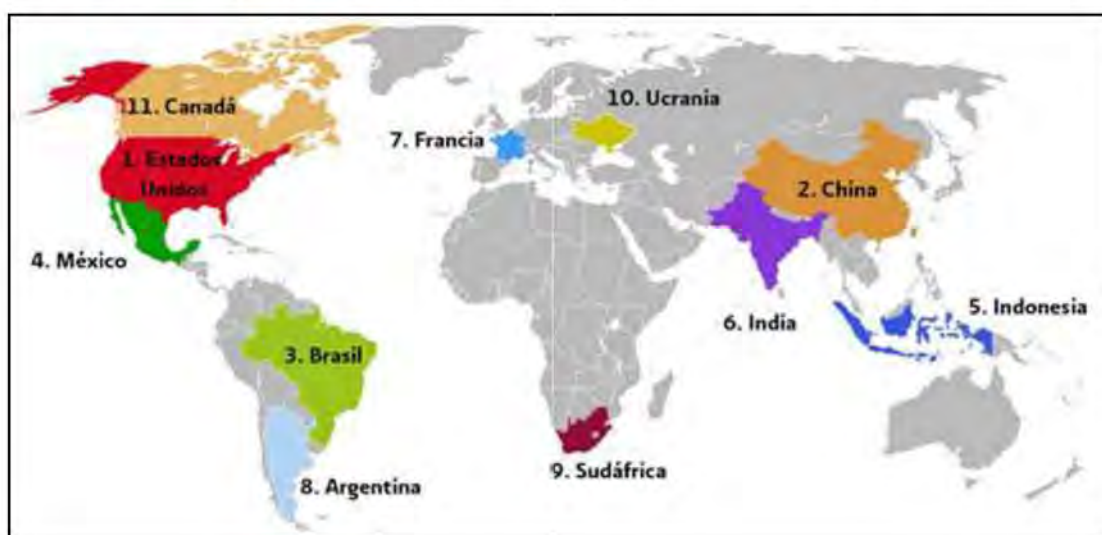 10. Ucrania
11. Canadá
7. Francia
1. Estados
Unidos
2. China
4. México
5. Indonesia
6. India
3. Brasil
9. Sudáfrica
8. Argentina